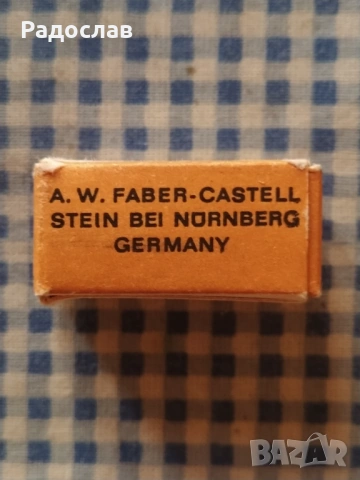 Радослав
A. W. FABER-CASTELL
STEIN BEI NÜRNBERG
GERMANY
BAZAR